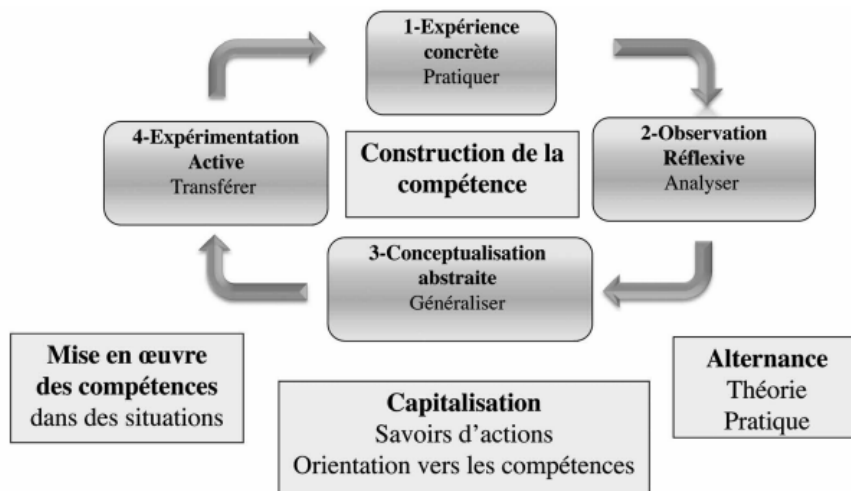 1-Expérience
concrète
Pratiquer
4-Expérimentation
Active
Transférer
Construction de la
compétence
2-Observation
Réflexive
Analyser
3-Conceptualisation
abstraite
Généraliser
Mise en œuvre
des compétences
dans des situations
Capitalisation
Savoirs d'actions
Orientation vers les compétences
Alternance
Théorie
Pratique